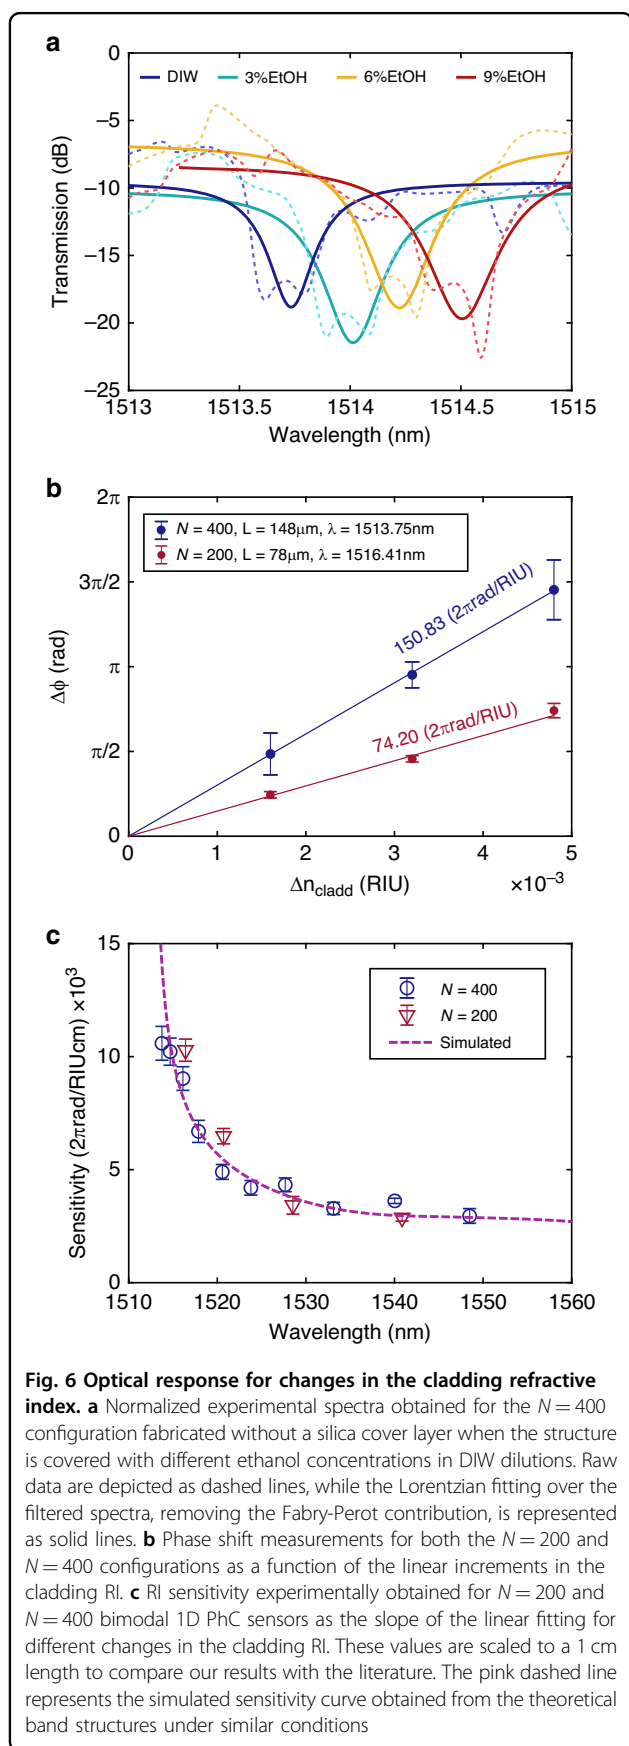 a
0
DIW
3%EtOH
6%EtOH
9%EtOH
−5
−10
−15
−20
−25
Transmission (dB)
1513
1513.5
1514
1514.5
1515
Wavelength (nm)
b
2π
N = 400, L = 148μm, λ = 1513.75nm
N = 200, L = 78μm, λ = 1516.41nm
3π/2
150.83 (2πrad/RIU)
π
Δϕ (rad)
74.20 (2πrad/RIU)
π/2
0
0
1
2
3
4
5
Δncladd (RIU)
×10−3
c
15
N = 400
N = 200
Simulated
10
5
0
Sensitivity (2πrad/RIUcm) ×103
1510
1520
1530
1540
1550
1560
Wavelength (nm)
Fig. 6 Optical response for changes in the cladding refractive
index. a Normalized experimental spectra obtained for the N = 400
configuration fabricated without a silica cover layer when the structure
is covered with different ethanol concentrations in DIW dilutions. Raw
data are depicted as dashed lines, while the Lorentzian fitting over the
filtered spectra, removing the Fabry-Perot contribution, is represented
as solid lines. b Phase shift measurements for both the N = 200 and
N = 400 configurations as a function of the linear increments in the
cladding RI. c RI sensitivity experimentally obtained for N = 200 and
N = 400 bimodal 1D PhC sensors as the slope of the linear fitting for
different changes in the cladding RI. These values are scaled to a 1 cm
length to compare our results with the literature. The pink dashed line
represents the simulated sensitivity curve obtained from the theoretical
band structures under similar conditions